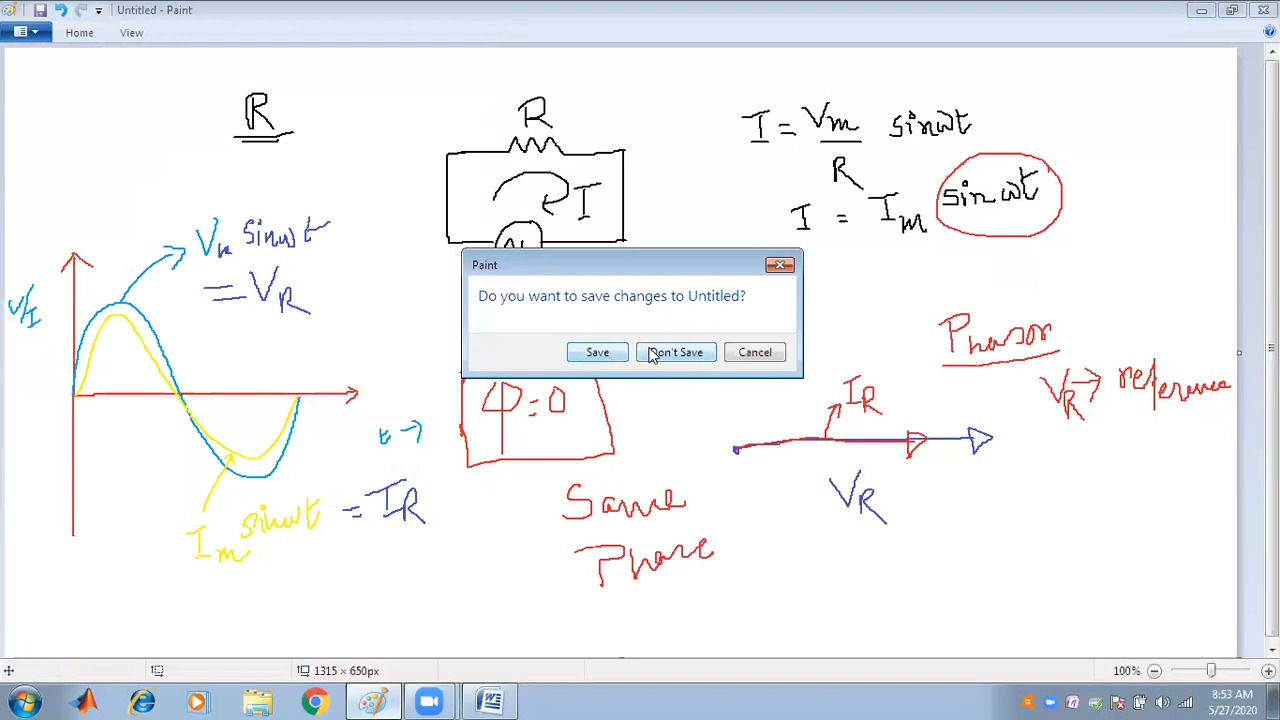 Untitled - Paint
Home View
R
R
I
I = Vm/R sinωt
I = Im sinωt
Vm sinωt
= VR
V/I
t →
Im sinωt = IR
Paint
Do you want to save changes to Untitled?
Save Don't Save Cancel
φ = 0
Same
Phase
Phasor
VR → reference
IR
VR
1315 × 650px
100%
8:53 AM
5/27/2020